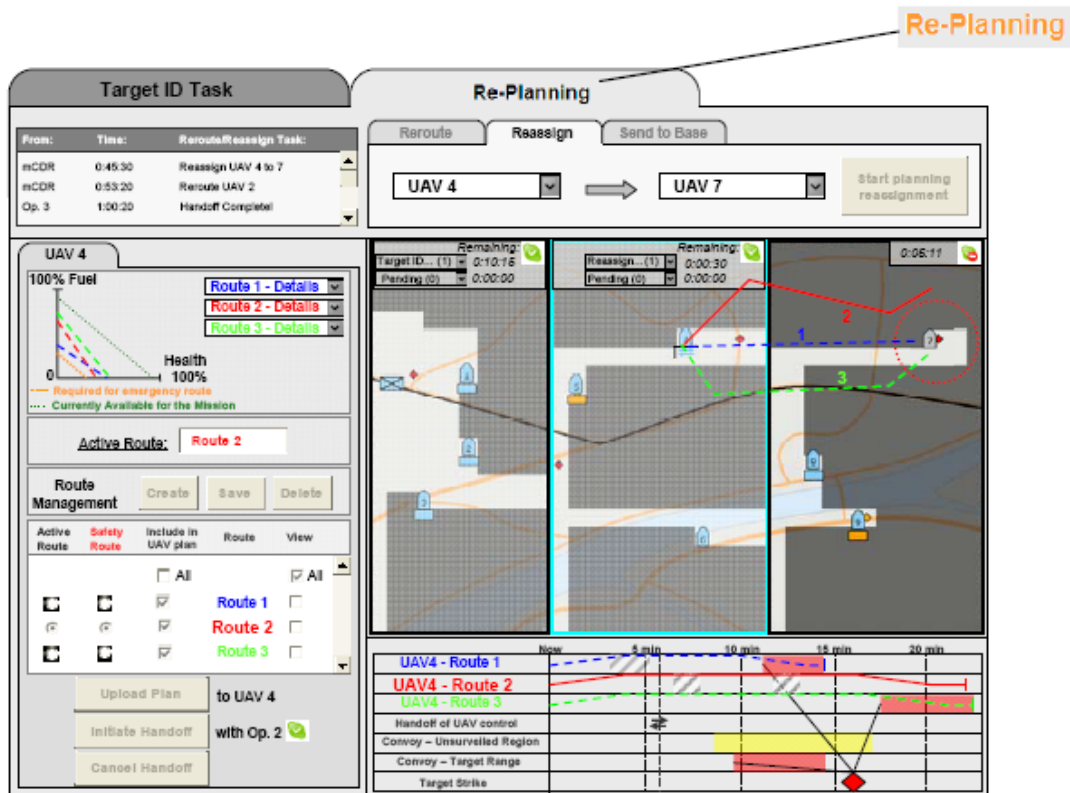 Re-Planning
Target ID Task
Re-Planning
From: Time: Reroute/Reassign Task:
mCDR 0:45:30 Reassign UAV 4 to 7
mCDR 0:53:20 Reroute UAV 2
Op. 3 1:00:20 Handoff Complete!
Reroute Reassign Send to Base
UAV 4 UAV 7
Start planning
reassignment
UAV 4
100% Fuel
Route 1 - Details
Route 2 - Details
Route 3 - Details
Health
0 100%
Required for emergency route
Currently Available for the Mission
Active Route: Route 2
Route
Management
Create Save Delete
Active
Route
Safety
Route
Include in
UAV plan
Route View
All All
Route 1
Route 2
Route 3
Upload Plan to UAV 4
Initiate Handoff with Op. 2
Cancel Handoff
Remaining:
Target ID... (1) 0:10:16
Pending (0) 0:00:00
Remaining:
Reassign...(1) 0:00:30
Pending (0) 0:00:00
0:05:11
2
1
3
7
5
2
6
9
Now 5 min 10 min 15 min 20 min
UAV4 - Route 1
UAV4 - Route 2
UAV4 - Route 3
Handoff of UAV control
Convoy – Unsurveiled Region
Convoy – Target Range
Target Strike